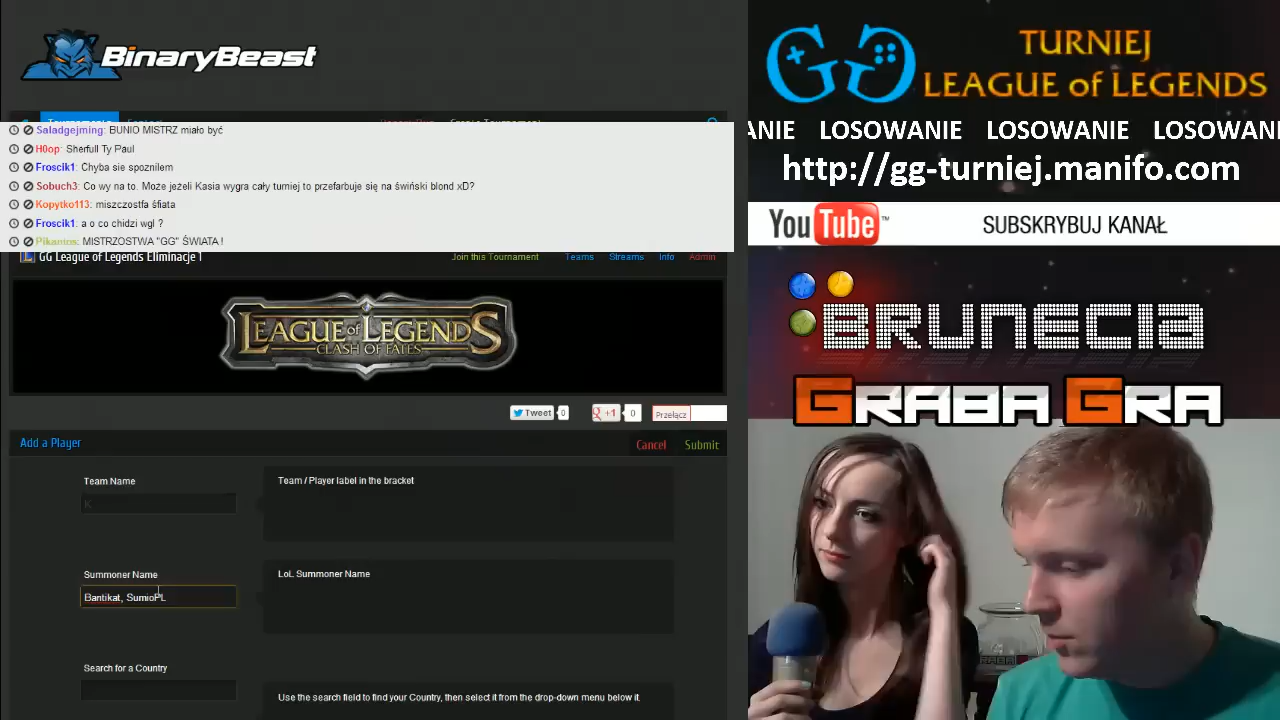 BinaryBeast
Saladgejming: BUNIO MISTRZ miało być
H0op: Sherfull Ty Paul
Froscik1: Chyba sie spoznilem
Sobuch3: Co wy na to. Może jeżeli Kasia wygra cały turniej to przefarbuje się na świński blond xD?
Kopytko113: miszczostfa śfiata
Froscik1: a o co chidzi wgl ?
Pikantos: MISTRZOSTWA "GG" ŚWIATA !
GG League of Legends Eliminacje 1
Join this Tournament Teams Streams Info Admin
LEAGUE of LEGENDS
CLASH OF FATES
Tweet 0 +1 0 Przełącz
Add a Player
Cancel Submit
Team Name
K
Team / Player label in the bracket
Summoner Name
Bantikat, SumioPL
LoL Summoner Name
Search for a Country
Use the search field to find your Country, then select it from the drop-down menu below it.
GG TURNIEJ
LEAGUE of LEGENDS
ANIE LOSOWANIE LOSOWANIE LOSOWAN
http://gg-turniej.manifo.com
YouTube SUBSKRYBUJ KANAŁ
BRUNECIA
GRABA GRA